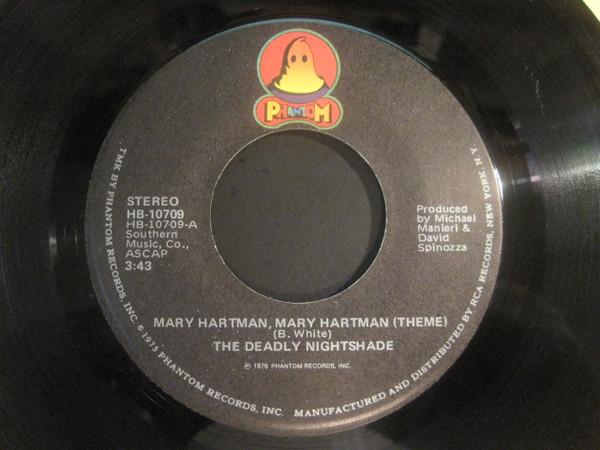 PHANTOM
STEREO
HB-10709
HB-10709-A
Southern
Music, Co.,
ASCAP
3:43
Produced
by Michael
Manieri &
David
Spinozza
MARY HARTMAN, MARY HARTMAN (THEME)
(B. White)
THE DEADLY NIGHTSHADE
℗ 1976 PHANTOM RECORDS, INC.
TMK BY PHANTOM RECORDS, INC. © 1975 PHANTOM RECORDS, INC. MANUFACTURED AND DISTRIBUTED BY RCA RECORDS, NEW YORK, N.Y.